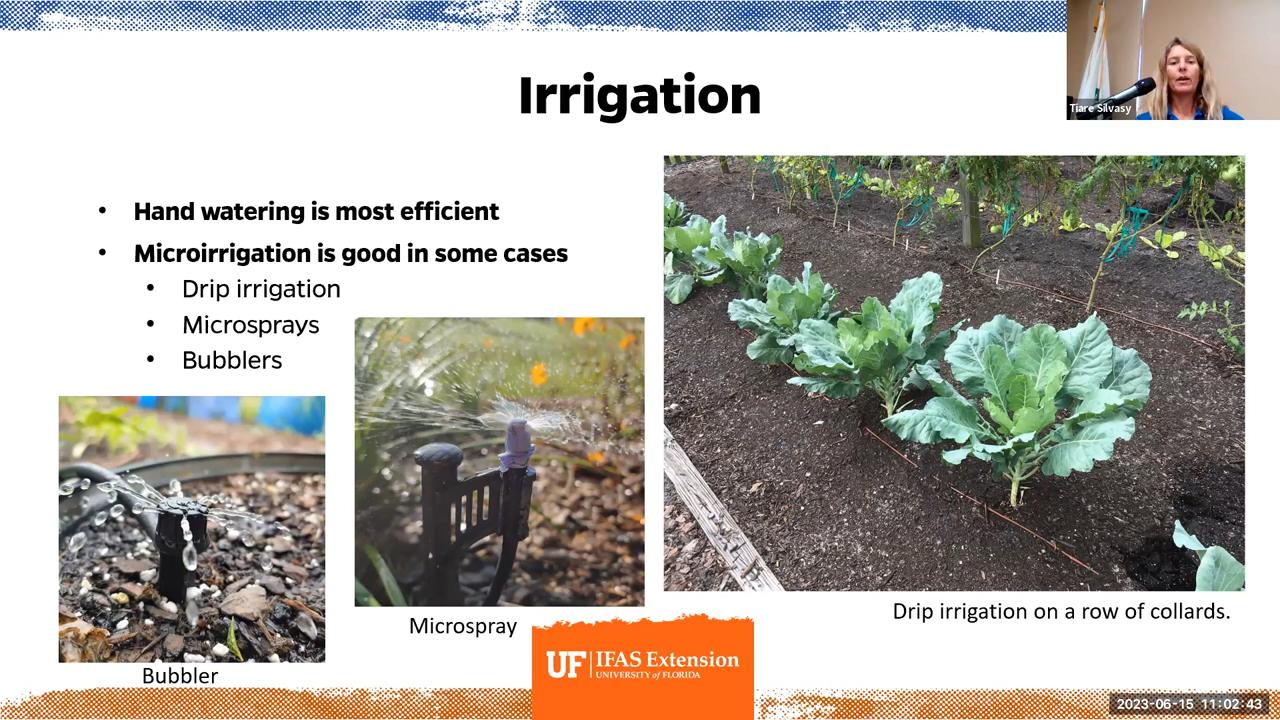 Irrigation
Tiare Silvasy
• Hand watering is most efficient
• Microirrigation is good in some cases
• Drip irrigation
• Microsprays
• Bubblers
Drip irrigation on a row of collards.
Microspray
Bubbler
UF IFAS Extension
UNIVERSITY of FLORIDA
2023-06-15 11:02:43